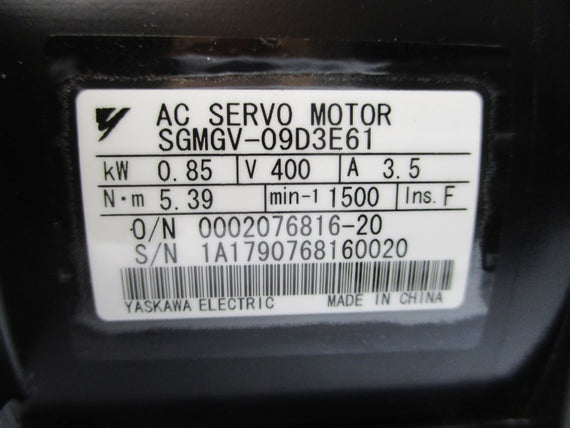 AC SERVO MOTOR
SGMGV-09D3E61
kW 0.85 V 400 A 3.5
N·m 5.39 min-1 1500 Ins. F
O/N 0002076816-20
S/N 1A1790768160020
YASKAWA ELECTRIC MADE IN CHINA